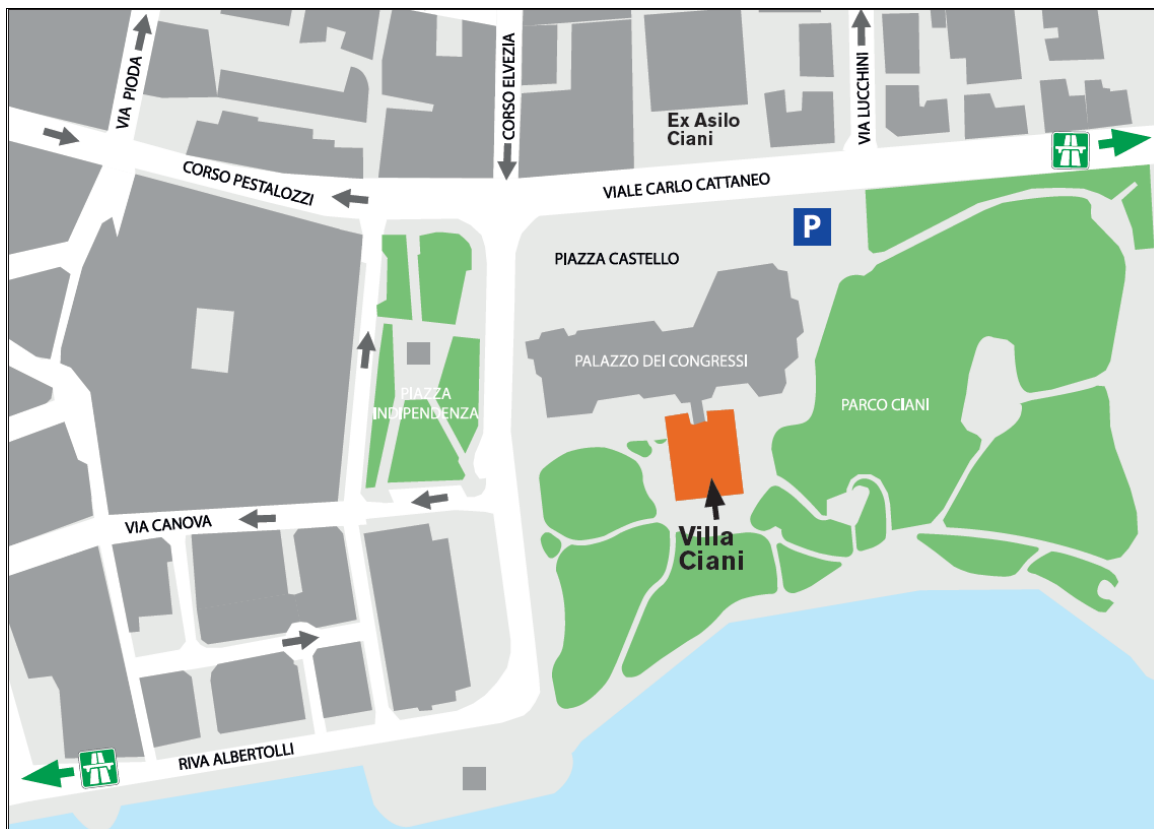 VIA PIODA
CORSO ELVEZIA
VIA LUCCHINI
Ex Asilo
Ciani
CORSO PESTALOZZI
VIALE CARLO CATTANEO
P
PIAZZA CASTELLO
PALAZZO DEI CONGRESSI
PIAZZA
INDIPENDENZA
PARCO CIANI
VIA CANOVA
Villa
Ciani
RIVA ALBERTOLLI